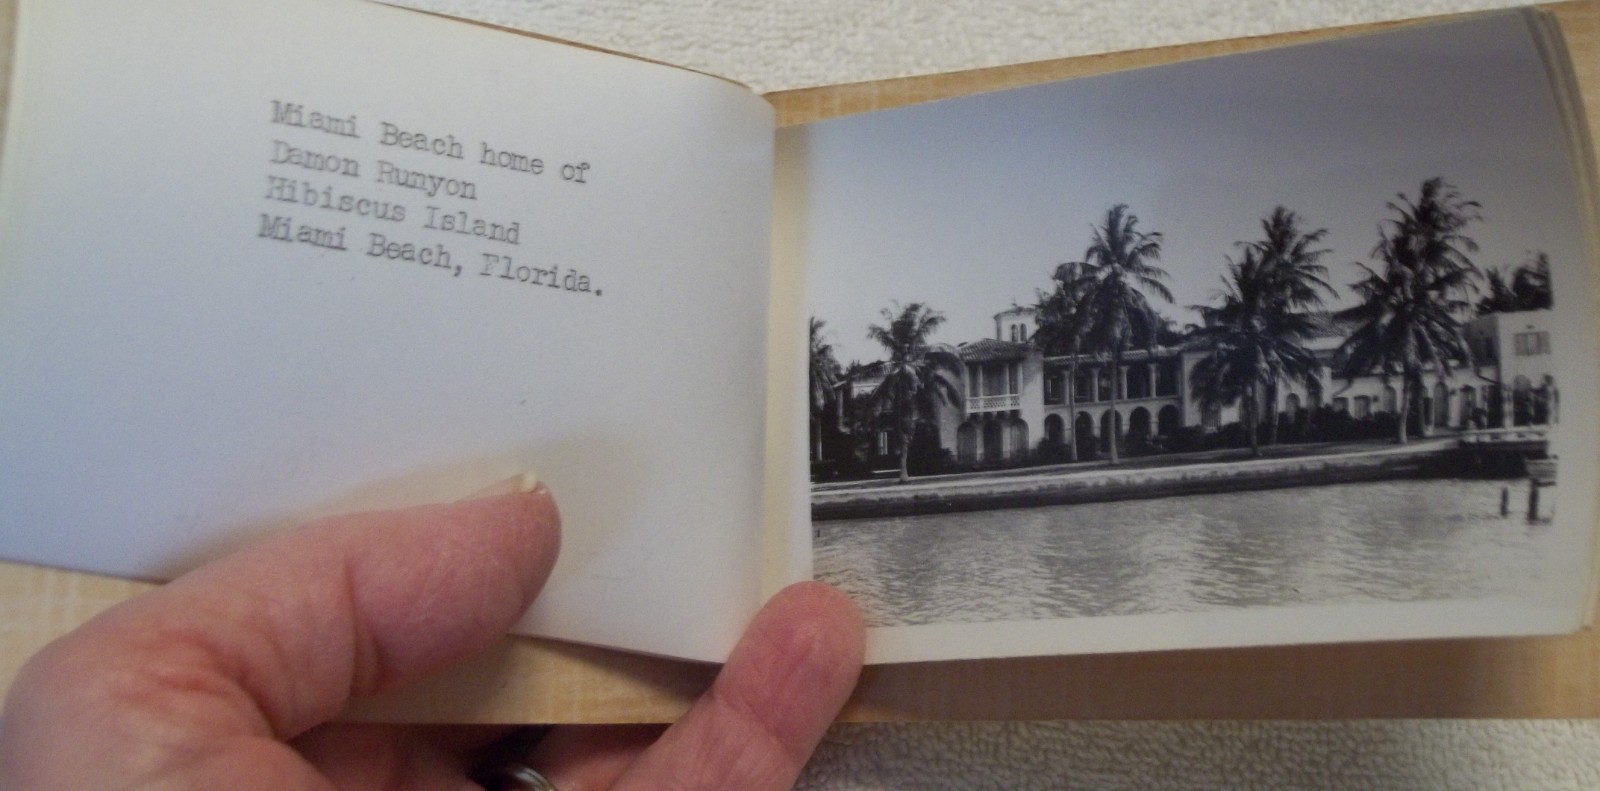 Miami Beach home of
Damon Runyon
Hibiscus Island
Miami Beach, Florida.